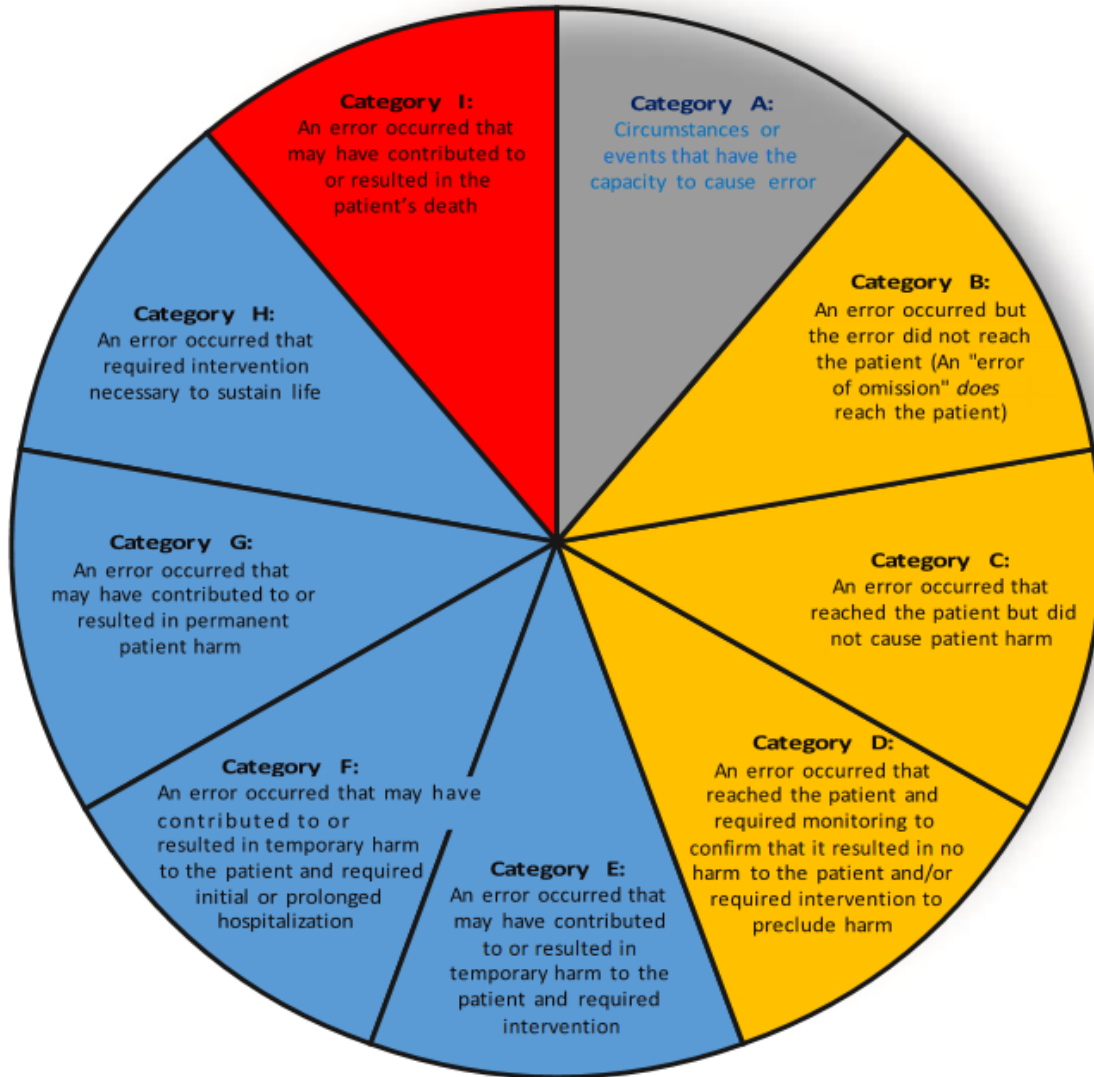 Category A:
Circumstances or
events that have the
capacity to cause error
Category B:
An error occurred but
the error did not reach
the patient (An "error
of omission" does
reach the patient)
Category C:
An error occurred that
reached the patient but did
not cause patient harm
Category D:
An error occurred that
reached the patient and
required monitoring to
confirm that it resulted in no
harm to the patient and/or
required intervention to
preclude harm
Category E:
An error occurred that
may have contributed
to or resulted in
temporary harm to the
patient and required
intervention
Category F:
An error occurred that may have
contributed to or
resulted in temporary harm
to the patient and required
initial or prolonged
hospitalization
Category G:
An error occurred that
may have contributed to or
resulted in permanent
patient harm
Category H:
An error occurred that
required intervention
necessary to sustain life
Category I:
An error occurred that
may have contributed to
or resulted in the
patient’s death